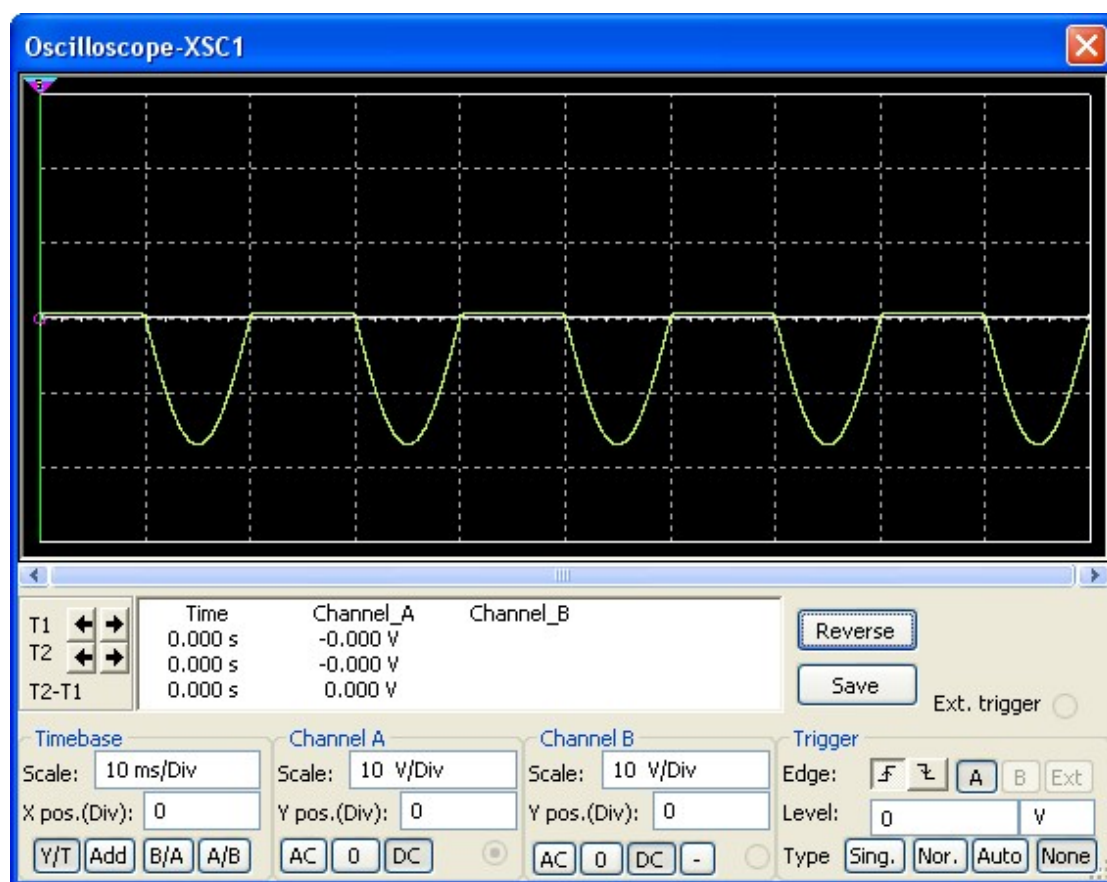 Oscilloscope-XSC1
Time Channel_A Channel_B
T1 0.000 s -0.000 V
T2 0.000 s -0.000 V
T2-T1 0.000 s 0.000 V
Reverse
Save
Ext. trigger
Timebase
Scale: 10 ms/Div
X pos.(Div): 0
Y/T Add B/A A/B
Channel A
Scale: 10 V/Div
Y pos.(Div): 0
AC 0 DC
Channel B
Scale: 10 V/Div
Y pos.(Div): 0
AC 0 DC -
Trigger
Edge: A B Ext
Level: 0 V
Type Sing. Nor. Auto None